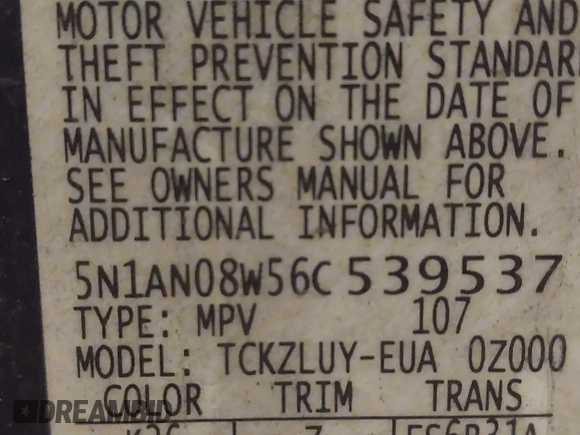 MOTOR VEHICLE SAFETY AND
THEFT PREVENTION STANDAR
IN EFFECT ON THE DATE OF
MANUFACTURE SHOWN ABOVE.
SEE OWNERS MANUAL FOR
ADDITIONAL INFORMATION.
5N1AN08W56C539537
TYPE: MPV 107
MODEL: TCKZLUY-EUA 0Z000
COLOR TRIM TRANS
DREAMBID